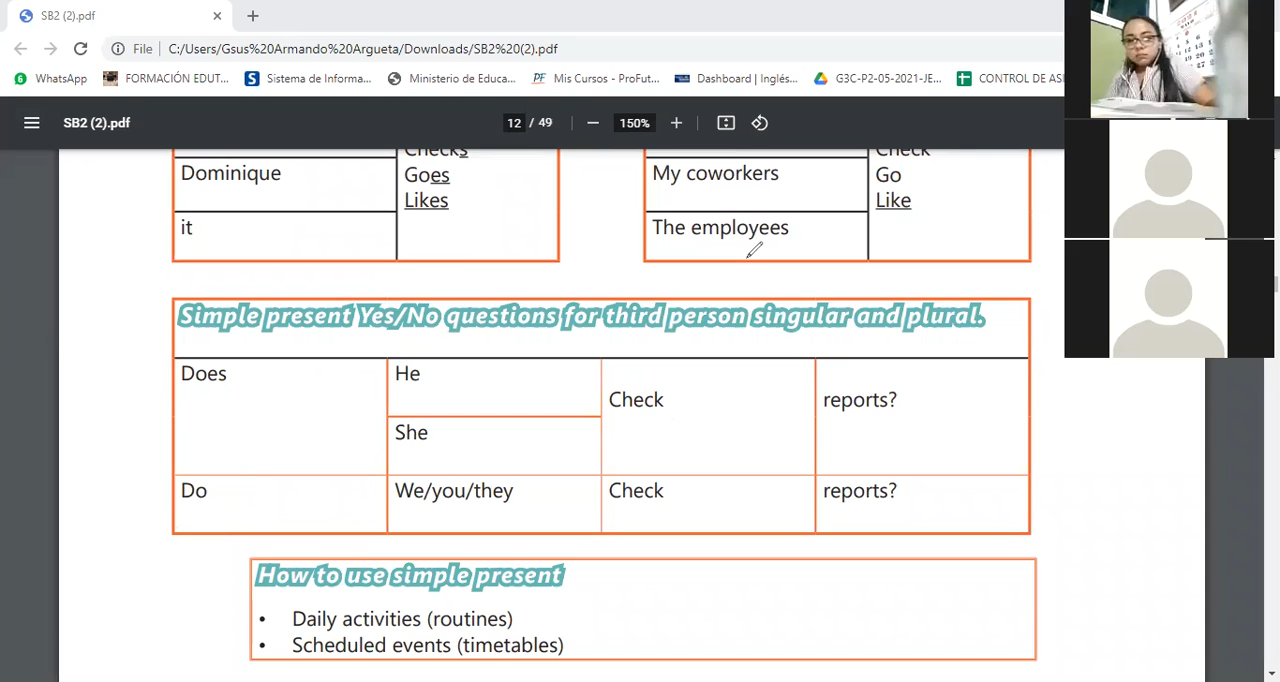 SB2 (2).pdf
File
C:/Users/Gsus%20Armando%20Argueta/Downloads/SB2%20(2).pdf
6 WhatsApp FORMACIÓN EDUT... S Sistema de Informa... Ministerio de Educa... PF Mis Cursos - ProFut... Dashboard | Inglés... G3C-P2-05-2021-JE... CONTROL DE ASI
SB2 (2).pdf 12 / 49 150%
Checks Check
Dominique Goes My coworkers Go
Likes Like
it The employees
Simple present Yes/No questions for third person singular and plural.
Does He
Check reports?
She
Do We/you/they Check reports?
How to use simple present
• Daily activities (routines)
• Scheduled events (timetables)